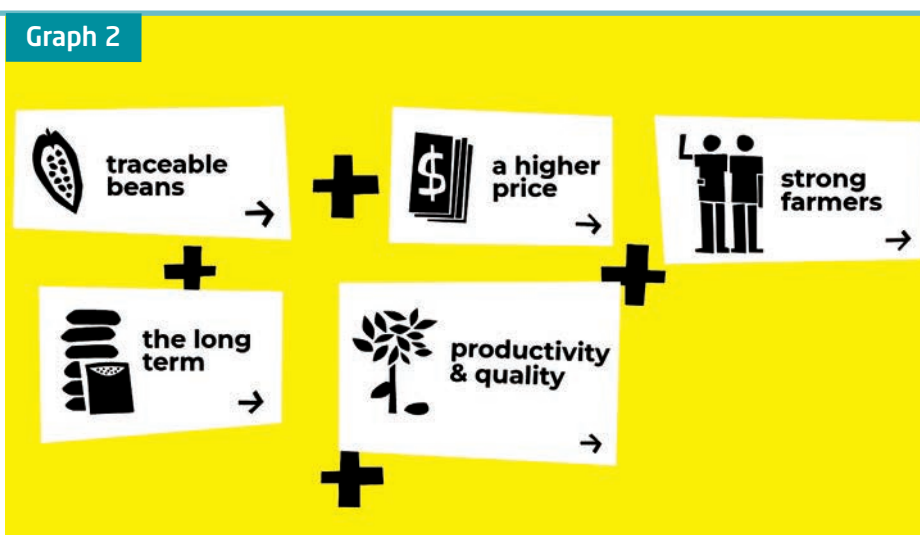 Graph 2
traceable
beans
a higher
price
strong
farmers
the long
term
productivity
& quality